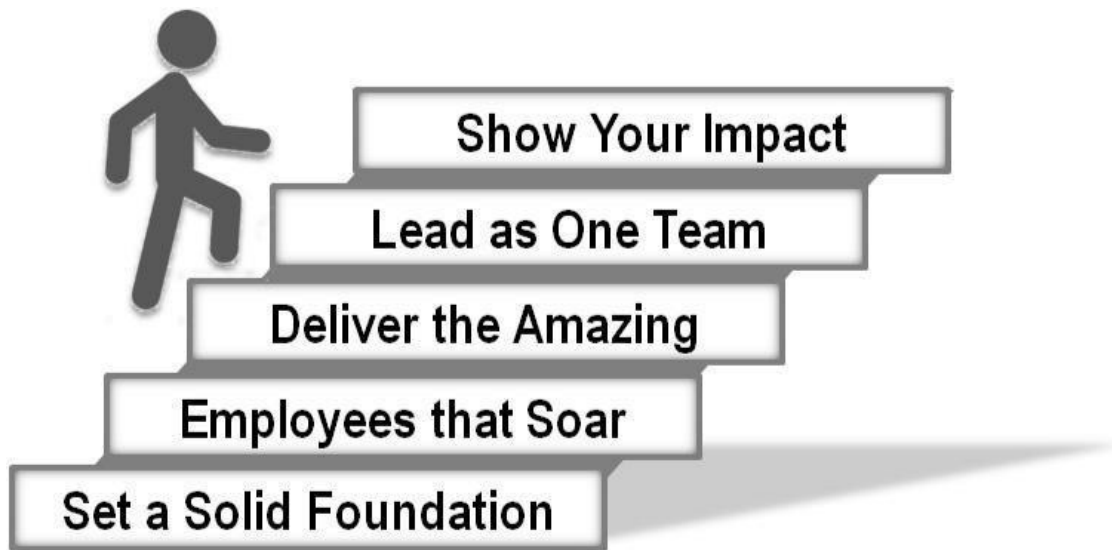 Show Your Impact
Lead as One Team
Deliver the Amazing
Employees that Soar
Set a Solid Foundation